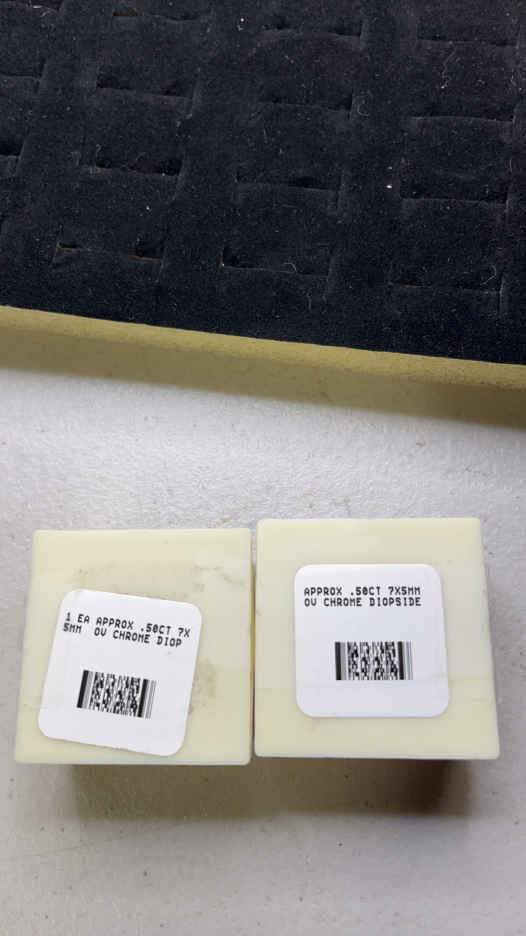 1 EA APPROX .50CT 7X
5MM OV CHROME DIOP
APPROX .50CT 7X5MM
OV CHROME DIOPSIDE